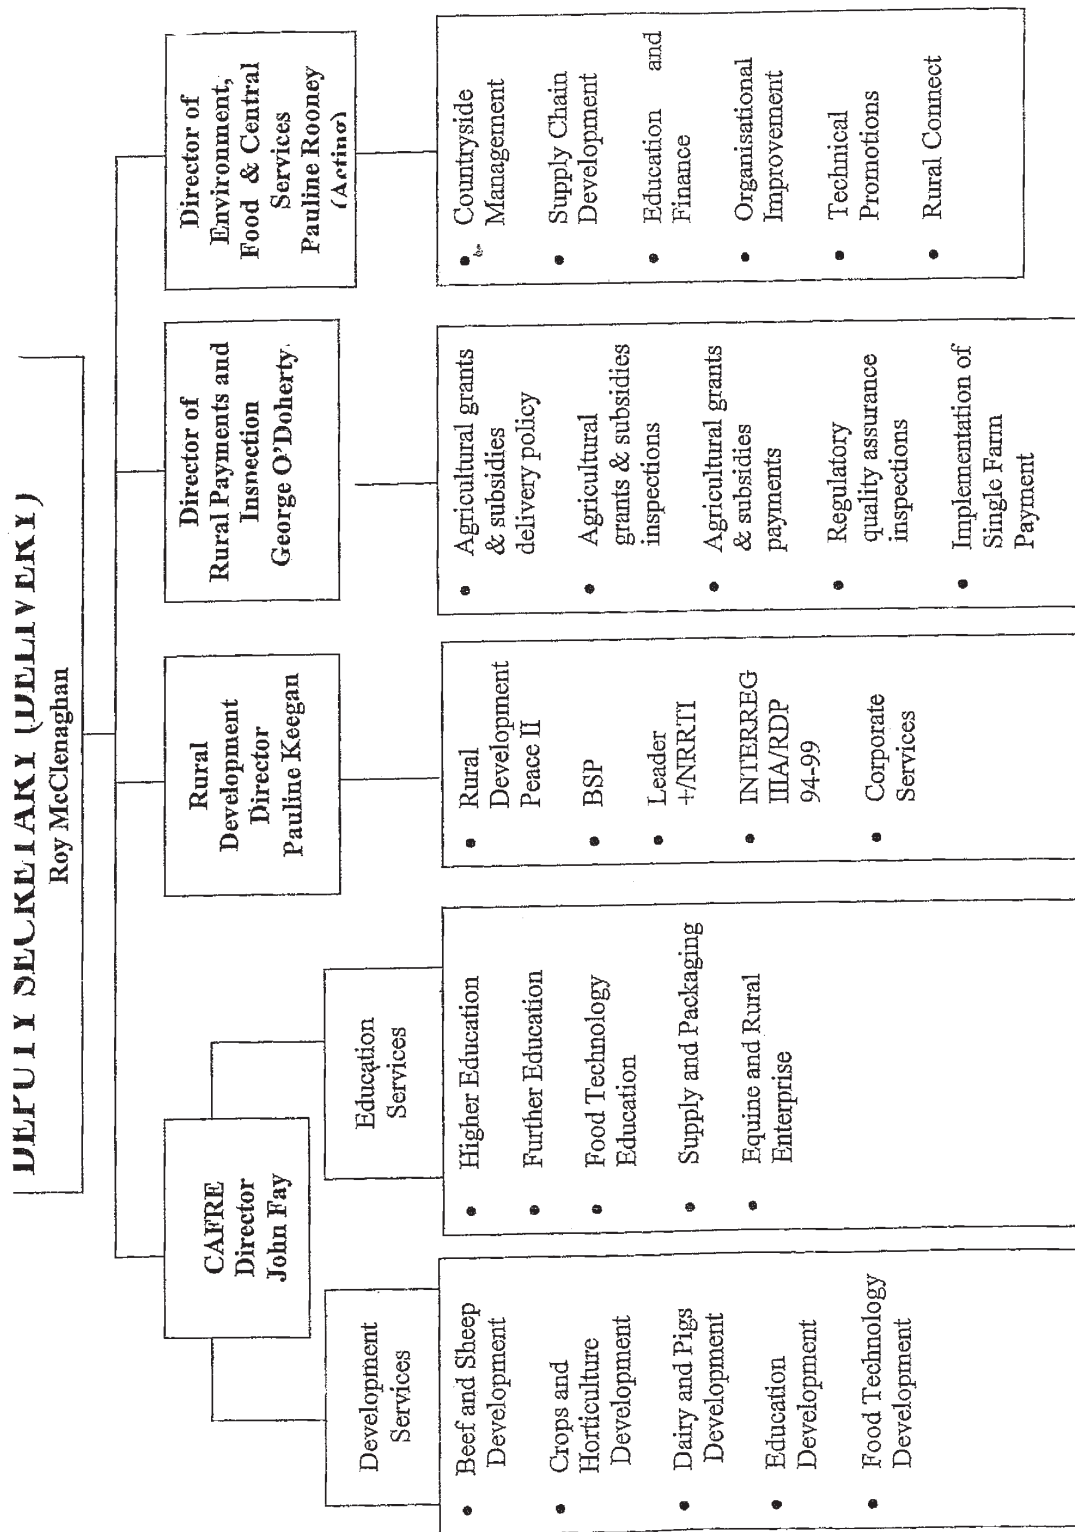 DEPUTY SECRETARY (DELIVERY)
Roy McClenaghan
CAFRE
Director
John Fay
Development
Services
• Beef and Sheep
Development
• Crops and
Horticulture
Development
• Dairy and Pigs
Development
• Education
Development
• Food Technology
Development
Education
Services
• Higher Education
• Further Education
• Food Technology
Education
• Supply and Packaging
• Equine and Rural
Enterprise
Rural
Development
Director
Pauline Keegan
• Rural
Development
Peace II
• BSP
• Leader
+/NRRTI
• INTERREG
IIIA/RDP
94-99
• Corporate
Services
Director of
Rural Payments and
Inspection
George O'Doherty
• Agricultural grants
& subsidies
delivery policy
• Agricultural
grants & subsidies
inspections
• Agricultural grants
& subsidies
payments
• Regulatory
quality assurance
inspections
• Implementation of
Single Farm
Payment
Director of
Environment,
Food & Central
Services
Pauline Rooney
(Acting)
• Countryside
Management
• Supply Chain
Development
• Education and
Finance
• Organisational
Improvement
• Technical
Promotions
• Rural Connect